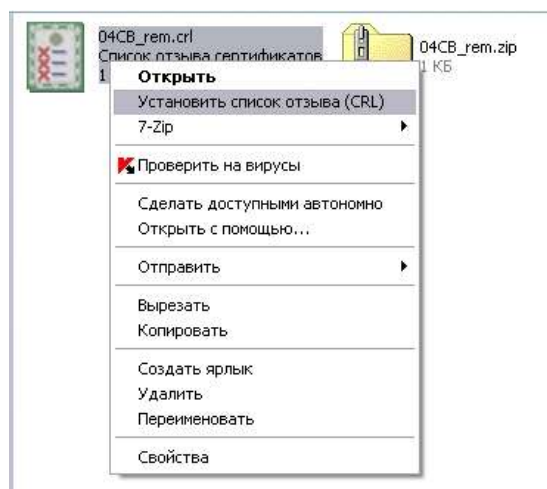 04CB_rem.crl
Список отзыва сертификатов
1
04CB_rem.zip
1 КБ
Открыть
Установить список отзыва (CRL)
7-Zip
Проверить на вирусы
Сделать доступными автономно
Открыть с помощью...
Отправить
Вырезать
Копировать
Создать ярлык
Удалить
Переименовать
Свойства